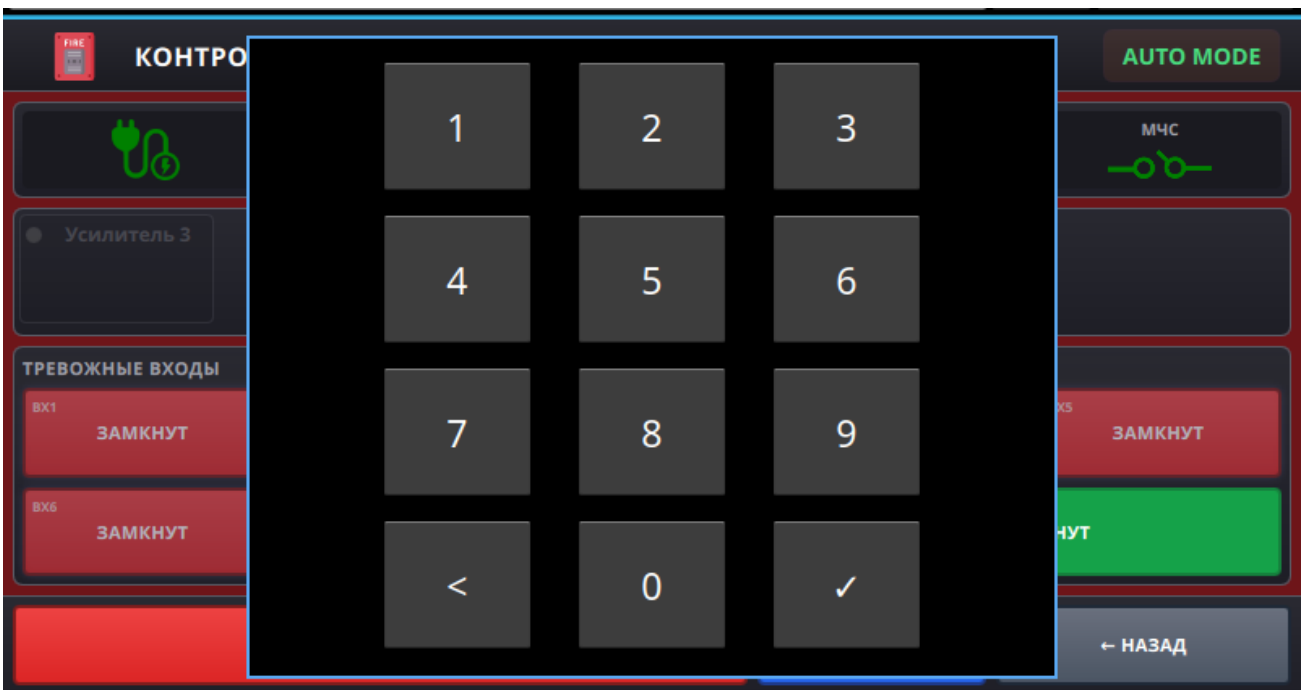 FIRE
КОНТРО
AUTO MODE
МЧС
Усилитель 3
ТРЕВОЖНЫЕ ВХОДЫ
ВХ1
ЗАМКНУТ
ВХ6
ЗАМКНУТ
1 2 3
4 5 6
7 8 9
< 0 ✓
Х5
ЗАМКНУТ
НУТ
← НАЗАД